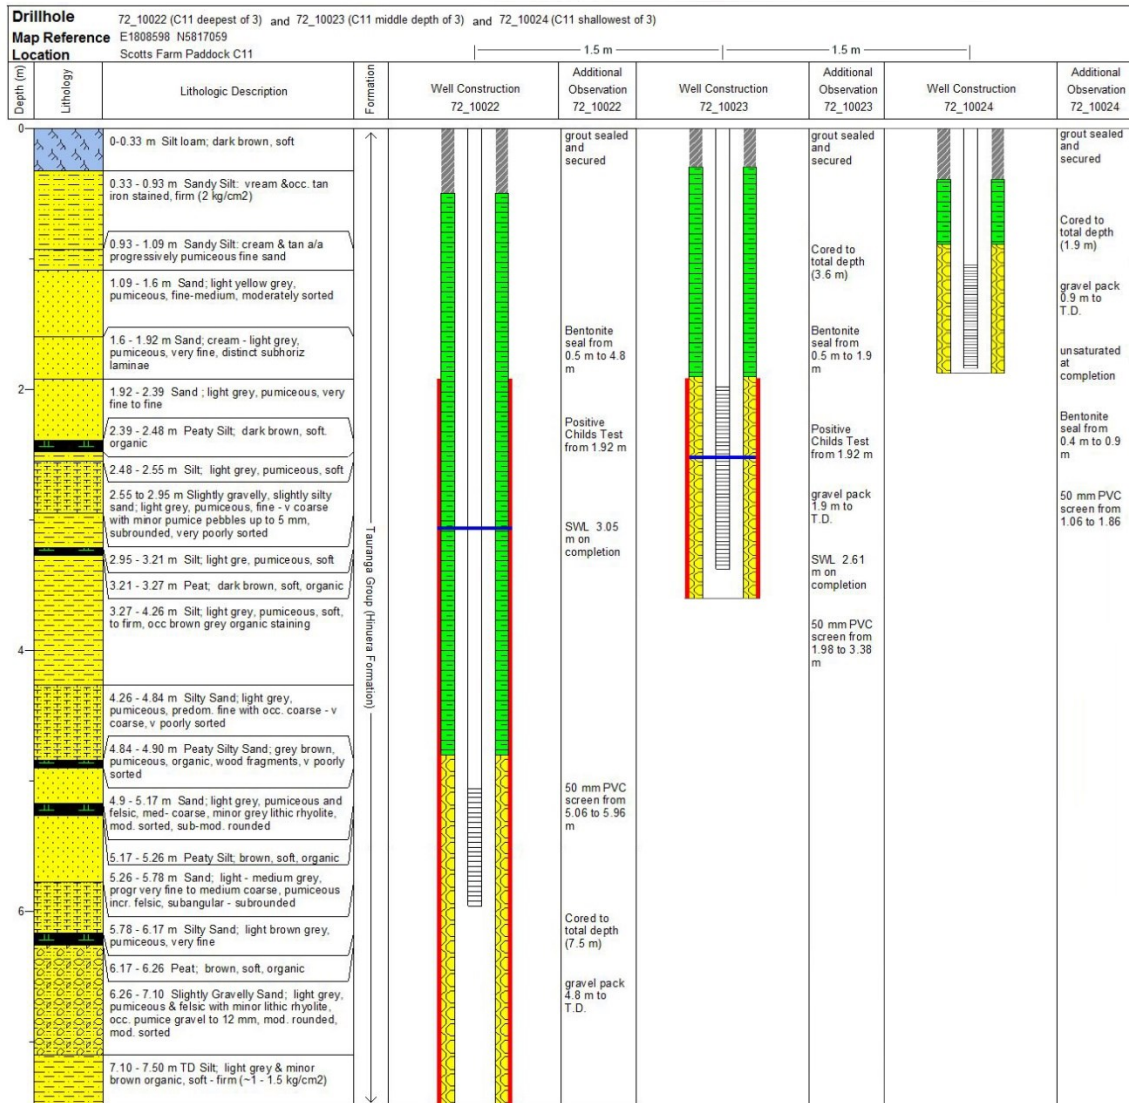 Drillhole 72_10022 (C11 deepest of 3) and 72_10023 (C11 middle depth of 3) and 72_10024 (C11 shallowest of 3)
Map Reference E1808598 N5817059
Location Scotts Farm Paddock C11
1.5 m
1.5 m
Depth (m)
Lithology
Lithologic Description
Formation
Well Construction
72_10022
Additional
Observation
72_10022
Well Construction
72_10023
Additional
Observation
72_10023
Well Construction
72_10024
Additional
Observation
72_10024
0
2
4
6
0-0.33 m Silt loam; dark brown, soft
0.33 - 0.93 m Sandy Silt: vream &occ. tan
iron stained, firm (2 kg/cm2)
0.93 - 1.09 m Sandy Silt: cream & tan a/a
progressively pumiceous fine sand
1.09 - 1.6 m Sand; light yellow grey,
pumiceous, fine-medium, moderately sorted
1.6 - 1.92 m Sand; cream - light grey,
pumiceous, very fine, distinct subhoriz
laminae
1.92 - 2.39 Sand ; light grey, pumiceous, very
fine to fine
2.39 - 2.48 m Peaty Silt; dark brown, soft.
organic
2.48 - 2.55 m Silt; light grey, pumiceous, soft
2.55 to 2.95 m Slightly gravelly, slightly silty
sand; light grey, pumiceous, fine - v coarse
with minor pumice pebbles up to 5 mm,
subrounded, very poorly sorted
2.95 - 3.21 m Silt; light gre, pumiceous, soft
3.21 - 3.27 m Peat; dark brown, soft, organic
3.27 - 4.26 m Silt; light grey, pumiceous, soft,
to firm, occ brown grey organic staining
4.26 - 4.84 m Silty Sand; light grey,
pumiceous, predom. fine with occ. coarse - v
coarse, v poorly sorted
4.84 - 4.90 m Peaty Silty Sand; grey brown,
pumiceous, organic, wood fragments, v poorly
sorted
4.9 - 5.17 m Sand; light grey, pumiceous and
felsic, med- coarse, minor grey lithic rhyolite,
mod. sorted, sub-mod. rounded
5.17 - 5.26 m Peaty Silt; brown, soft, organic
5.26 - 5.78 m Sand; light - medium grey,
progr very fine to medium coarse, pumiceous
incr. felsic, subangular - subrounded
5.78 - 6.17 m Silty Sand; light brown grey,
pumiceous, very fine
6.17 - 6.26 m Peat; brown, soft, organic
6.26 - 7.10 Slightly Gravelly Sand; light grey,
pumiceous & felsic with minor lithic rhyolite,
occ. pumice gravel to 12 mm, mod. rounded,
mod. sorted
7.10 - 7.50 m TD Silt; light grey & minor
brown organic, soft - firm (~1 - 1.5 kg/cm2)
Tauranga Group (Hinuera Formation)
grout sealed
and
secured
Bentonite
seal from
0.5 m to 4.8
m
Positive
Childs Test
from 1.92 m
SWL 3.05
m on
completion
50 mm PVC
screen from
5.06 to 5.96
m
Cored to
total depth
(7.5 m)
gravel pack
4.8 m to
T.D.
grout sealed
and
secured
Cored to
total depth
(3.6 m)
Bentonite
seal from
0.5 m to 1.9
m
Positive
Childs Test
from 1.92 m
gravel pack
1.9 m to
T.D.
SWL 2.61
m on
completion
50 mm PVC
screen from
1.98 to 3.38
m
grout sealed
and
secured
Cored to
total depth
(1.9 m)
gravel pack
0.9 m to
T.D.
unsaturated
at
completion
Bentonite
seal from
0.4 m to 0.9
m
50 mm PVC
screen from
1.06 to 1.86